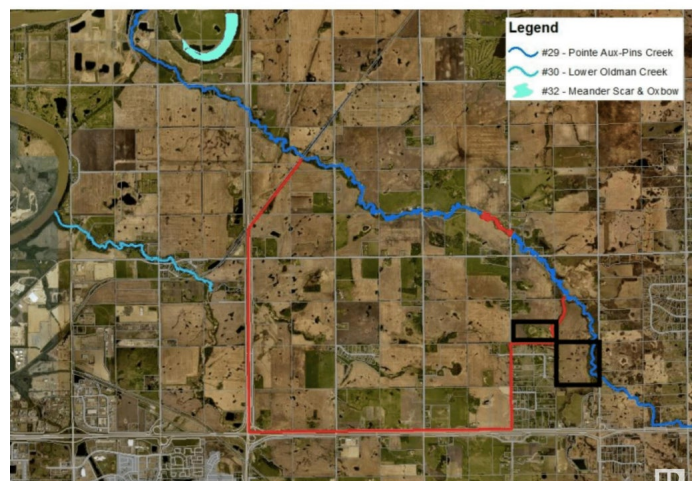 Legend
#29 - Pointe Aux-Pins Creek
#30 - Lower Oldman Creek
#32 - Meander Scar & Oxbow